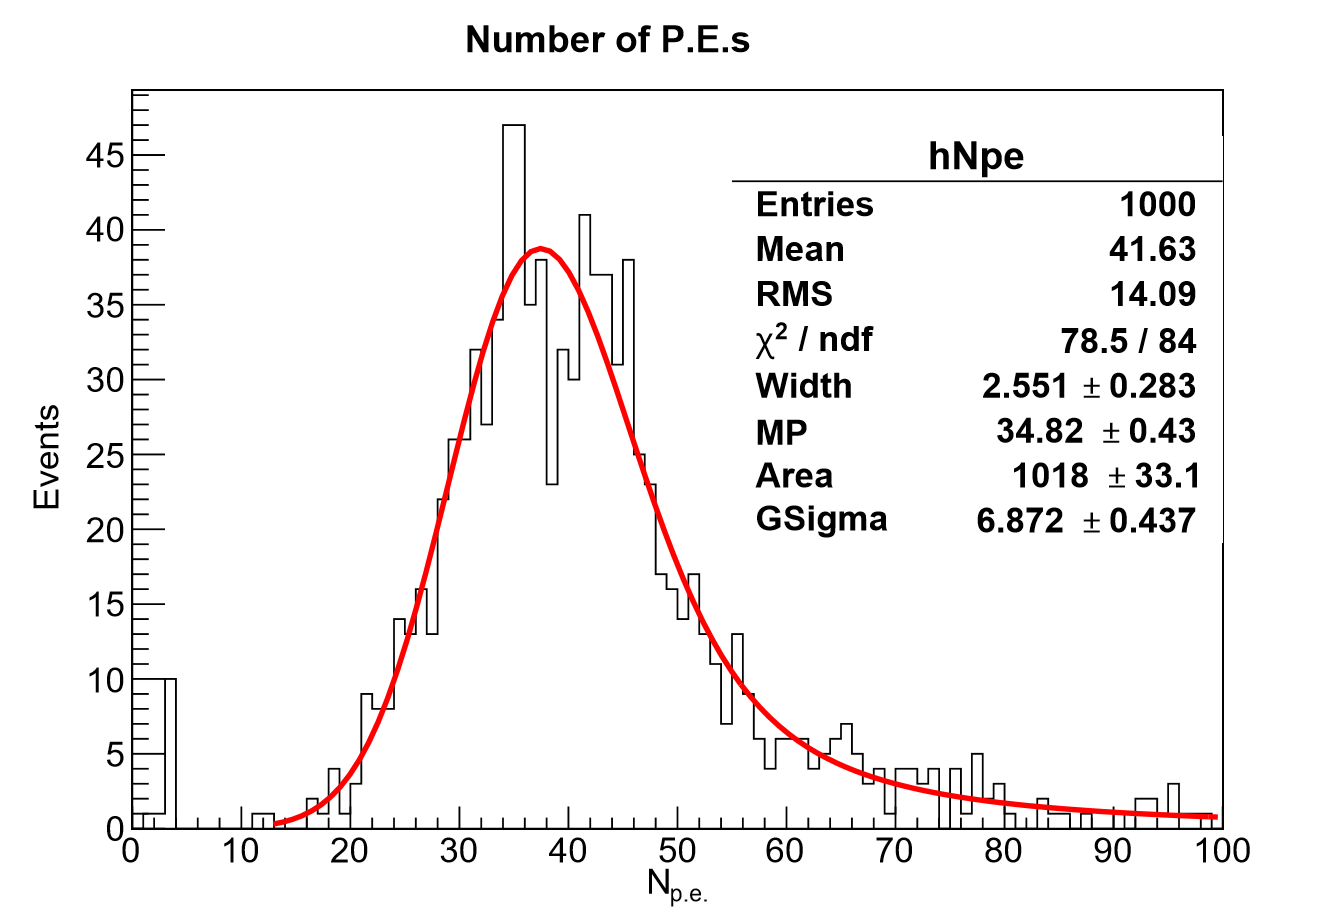 Number of P.E.s
hNpe
Entries 1000
Mean 41.63
RMS 14.09
χ² / ndf 78.5 / 84
Width 2.551 ± 0.283
MP 34.82 ± 0.43
Area 1018 ± 33.1
GSigma 6.872 ± 0.437
Events
45
40
35
30
25
20
15
10
5
0
0 10 20 30 40 50 60 70 80 90 100
Np.e.